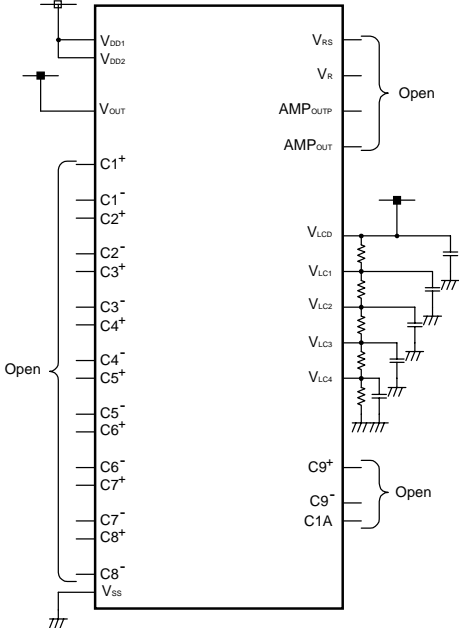 VDD1
VDD2
VOUT
C1+
C1-
C2+
C2-
C3+
C3-
C4+
C4-
C5+
C5-
C6+
C6-
C7+
C7-
C8+
C8-
VSS
Open
VRS
VR
AMPOUTP
AMPOUT
Open
VLCD
VLC1
VLC2
VLC3
VLC4
C9+
C9-
C1A
Open